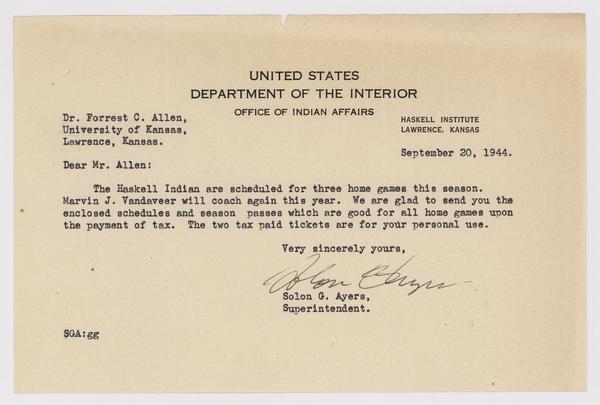 UNITED STATES
DEPARTMENT OF THE INTERIOR
OFFICE OF INDIAN AFFAIRS
HASKELL INSTITUTE
LAWRENCE, KANSAS
Dr. Forrest C. Allen,
University of Kansas,
Lawrence, Kansas.
September 20, 1944.
Dear Mr. Allen:
The Haskell Indian are scheduled for three home games this season.
Marvin J. Vandaveer will coach again this year. We are glad to send you the
enclosed schedules and season passes which are good for all home games upon
the payment of tax. The two tax paid tickets are for your personal use.
Very sincerely yours,
Solon G. Ayers
Solon G. Ayers,
Superintendent.
SGA:gg